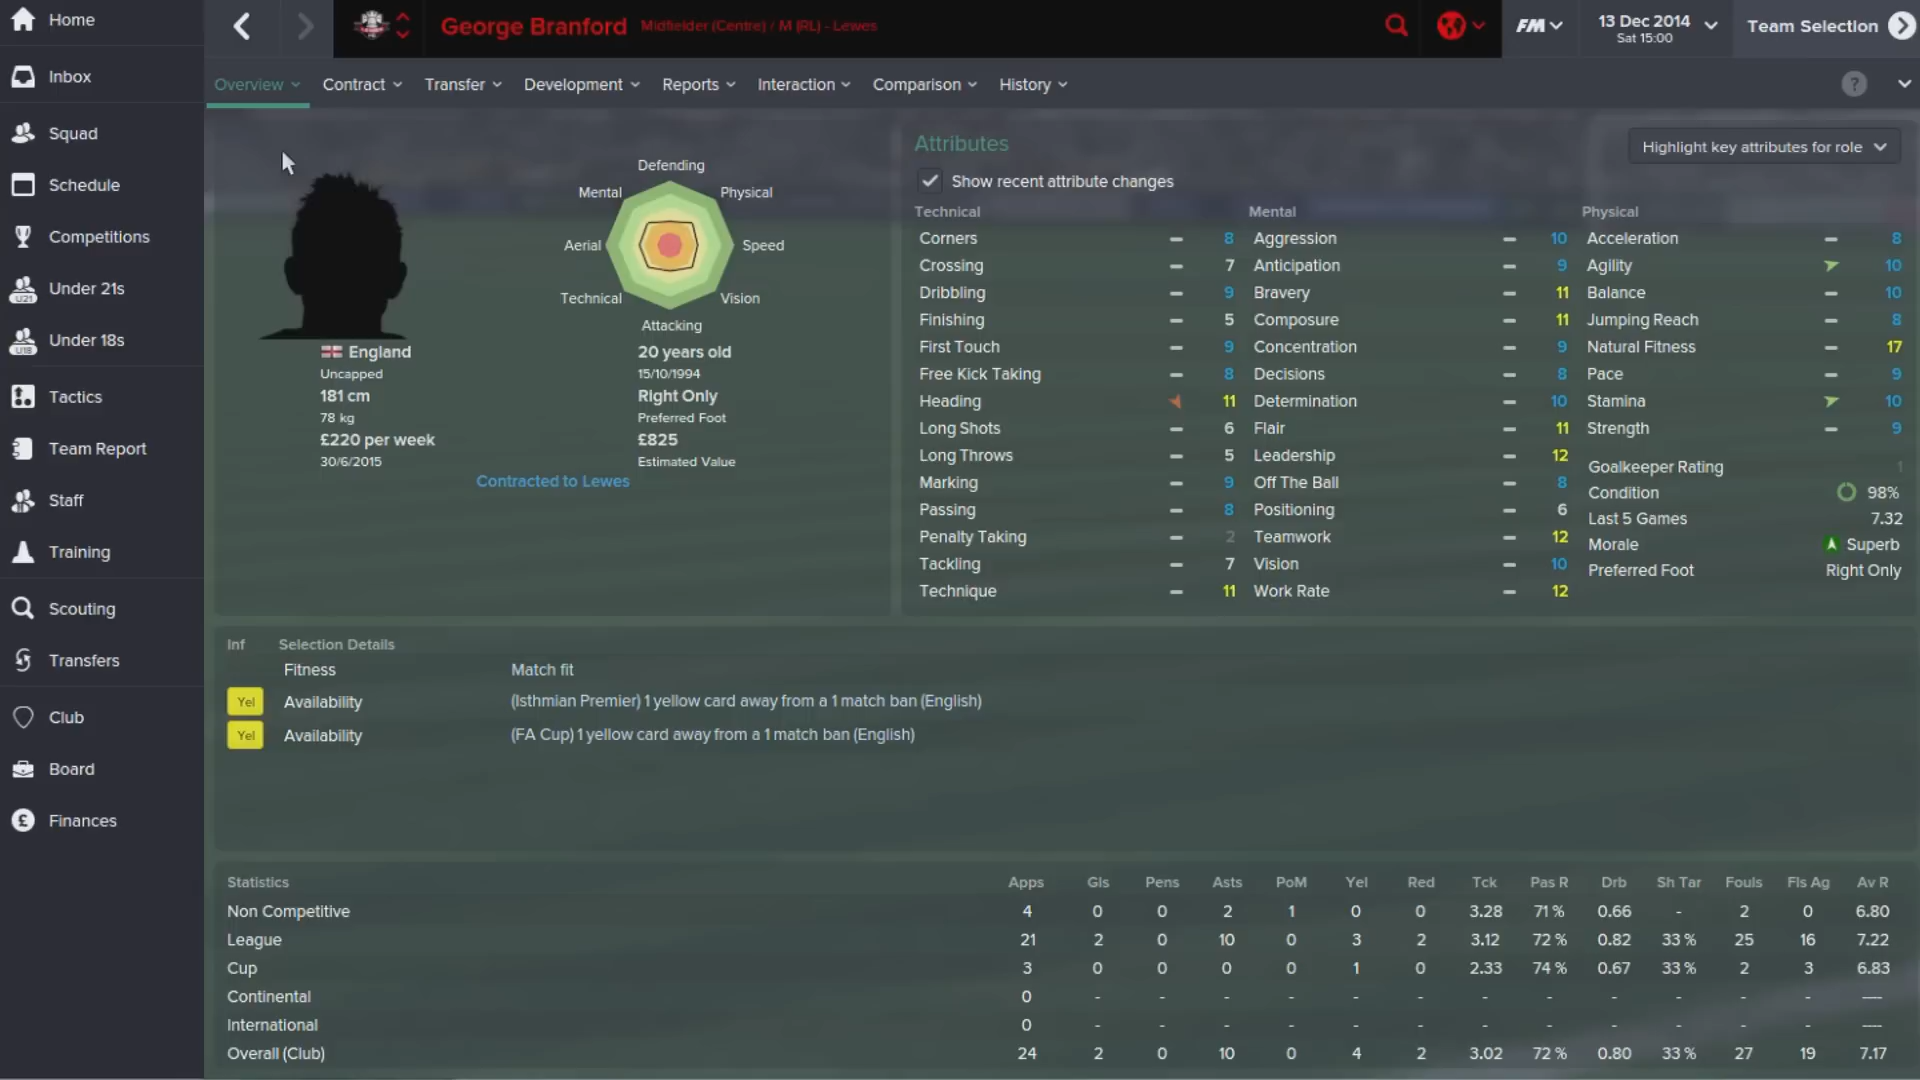 Home
Inbox
Squad
Schedule
Competitions
U21 Under 21s
U18 Under 18s
Tactics
Team Report
Staff
Training
Scouting
Transfers
Club
Board
£ Finances
George Branford Midfielder (Centre) / M (RL) - Lewes
FM
13 Dec 2014
Sat 15:00
Team Selection
Overview Contract Transfer Development Reports Interaction Comparison History ?
Defending
Mental Physical
Aerial Speed
Technical Vision
Attacking
England
Uncapped
181 cm
78 kg
£220 per week
30/6/2015
20 years old
15/10/1994
Right Only
Preferred Foot
£825
Estimated Value
Contracted to Lewes
Attributes
Highlight key attributes for role
Show recent attribute changes
Technical Mental Physical
Corners - 8 Aggression - 10 Acceleration - 8
Crossing - 7 Anticipation - 9 Agility 10
Dribbling - 9 Bravery - 11 Balance - 10
Finishing - 5 Composure - 11 Jumping Reach - 8
First Touch - 9 Concentration - 9 Natural Fitness - 17
Free Kick Taking - 8 Decisions - 8 Pace - 9
Heading 11 Determination - 10 Stamina 10
Long Shots - 6 Flair - 11 Strength - 9
Long Throws - 5 Leadership - 12
Marking - 9 Off The Ball - 8
Passing - 8 Positioning - 6
Penalty Taking - 2 Teamwork - 12
Tackling - 7 Vision - 10
Technique - 11 Work Rate - 12
Goalkeeper Rating 1
Condition 98%
Last 5 Games 7.32
Morale Superb
Preferred Foot Right Only
Inf Selection Details
Fitness Match fit
Yel Availability (Isthmian Premier) 1 yellow card away from a 1 match ban (English)
Yel Availability (FA Cup) 1 yellow card away from a 1 match ban (English)
Statistics Apps Gls Pens Asts PoM Yel Red Tck Pas R Drb Sh Tar Fouls Fls Ag Av R
Non Competitive 4 0 0 2 1 0 0 3.28 71 % 0.66 - 2 0 6.80
League 21 2 0 10 0 3 2 3.12 72 % 0.82 33 % 25 16 7.22
Cup 3 0 0 0 0 1 0 2.33 74 % 0.67 33 % 2 3 6.83
Continental 0 - - - - - - - - - - - - ----
International 0 - - - - - - - - - - - - ----
Overall (Club) 24 2 0 10 0 4 2 3.02 72 % 0.80 33 % 27 19 7.17